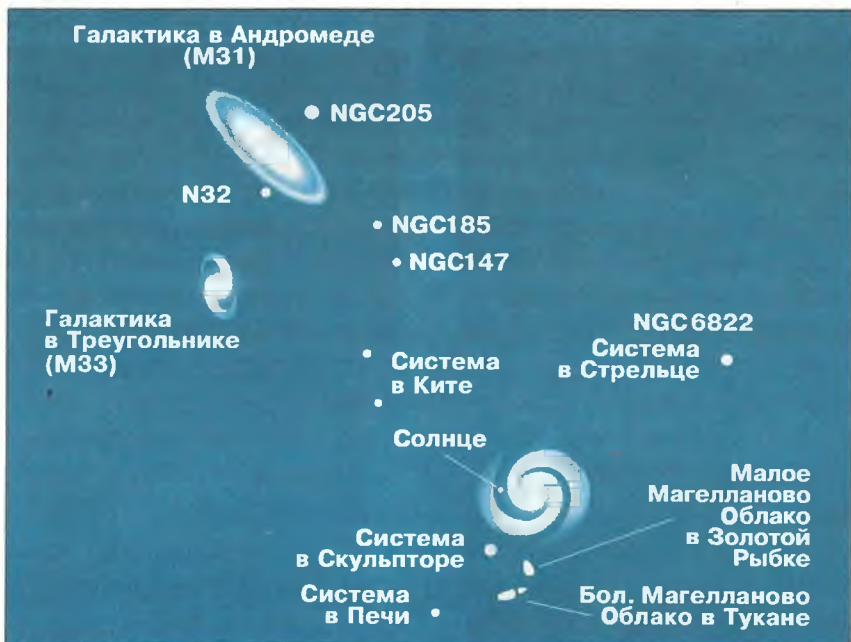 Галактика в Андромеде
(М31)
NGC205
N32
NGC185
NGC147
Галактика
в Треугольнике
(М33)
NGC6822
Система
в Стрельце
Система
в Ките
Солнце
Малое
Магелланово
Облако
в Золотой
Рыбке
Система
в Скульпторе
Система
в Печи
Бол. Магелланово
Облако в Тукане